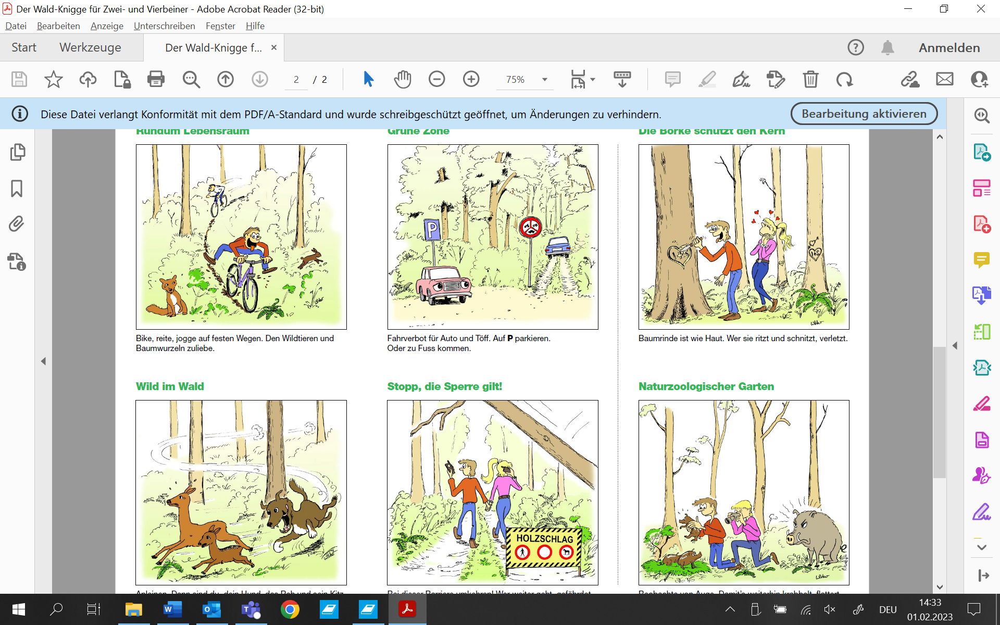 Der Wald-Knigge für Zwei- und Vierbeiner - Adobe Acrobat Reader (32-bit)
Datei Bearbeiten Anzeige Unterschreiben Fenster Hilfe
Start Werkzeuge Der Wald-Knigge f... × Anmelden
2 / 2 75%
Diese Datei verlangt Konformität mit dem PDF/A-Standard und wurde schreibgeschützt geöffnet, um Änderungen zu verhindern. Bearbeitung aktivieren
Rundum Lebensraum
Grüne Zone
Die Borke schützt den Kern
P
Bike, reite, jogge auf festen Wegen. Den Wildtieren und
Baumwurzeln zuliebe.
Fahrverbot für Auto und Töff. Auf P parkieren.
Oder zu Fuss kommen.
Baumrinde ist wie Haut. Wer sie ritzt und schnitzt, verletzt.
Wild im Wald
Stopp, die Sperre gilt!
Naturzoologischer Garten
HOLZSCHLAG
Anleinen. Dann sind du, dein Hund, das Reh und sein Kitz
Bei dieser Barriere umkehren! Wer weiter geht, gefährdet
Beobachte von Auge. Damit's weiterhin krabbelt, flattert,
DEU
14:33
01.02.2023